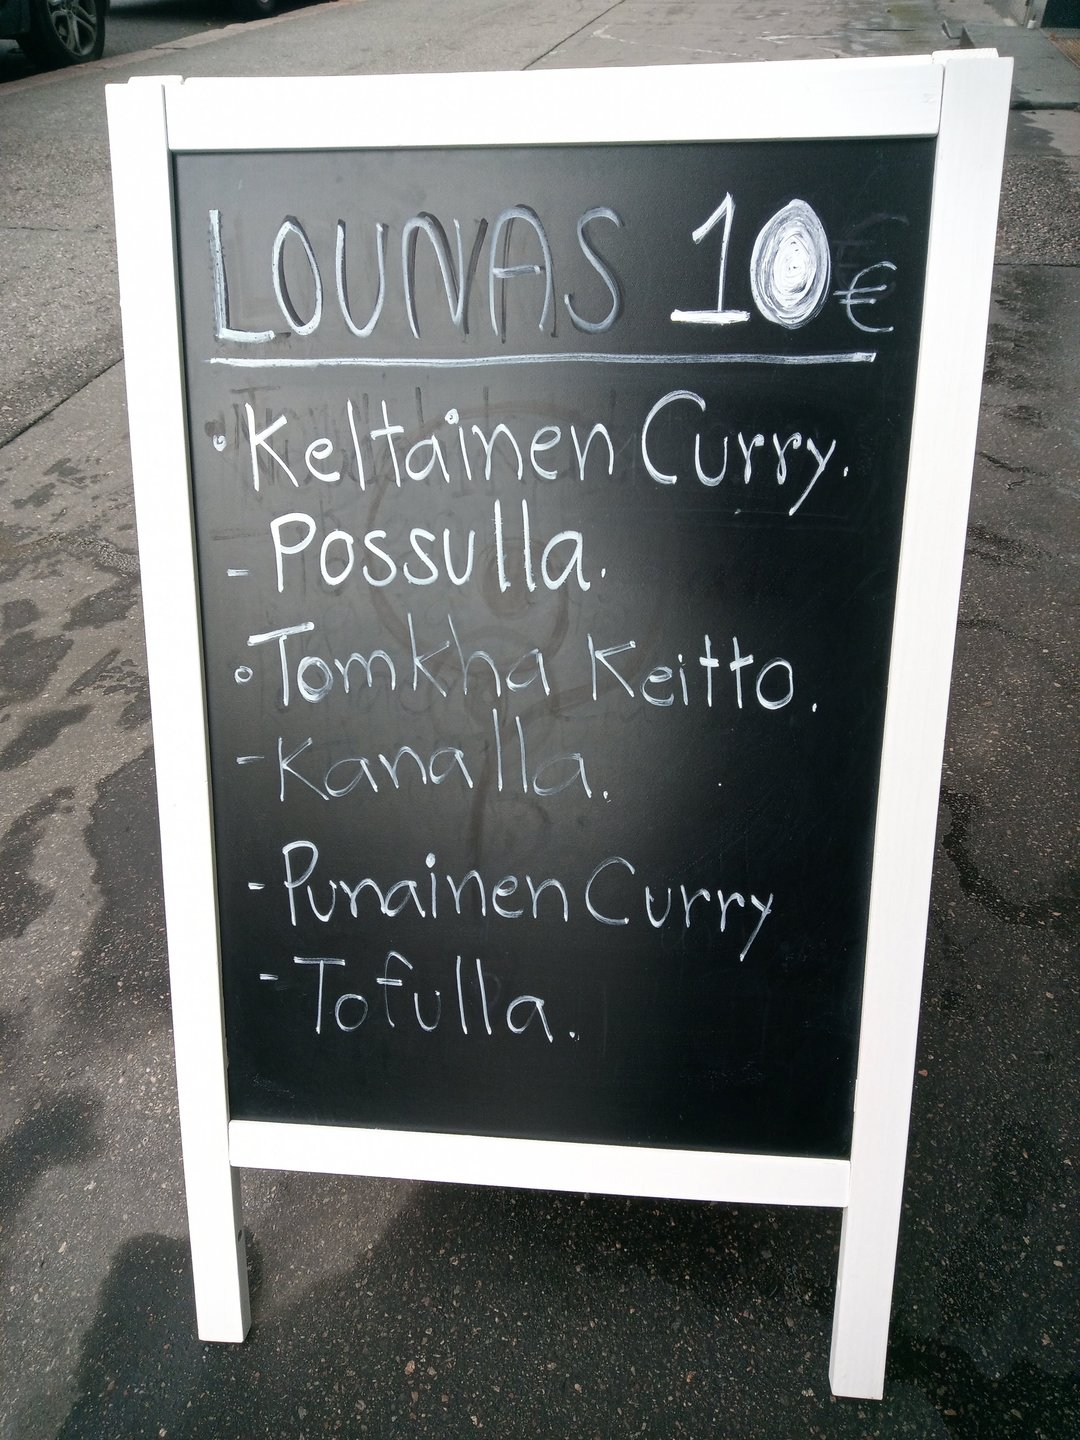 LOUNAS 10€
• Keltainen Curry.
- Possulla.
• Tomkha Keitto.
- Kanalla.
- Punainen Curry
- Tofulla.